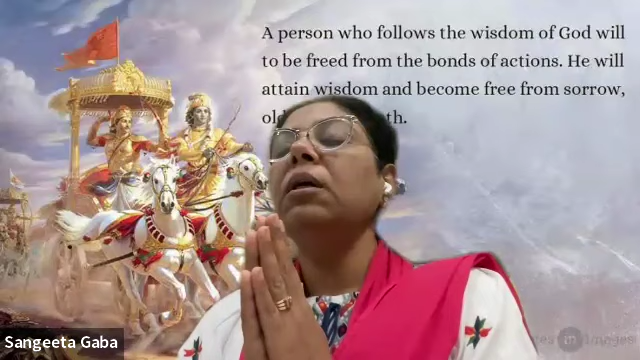 A person who follows the wisdom of God will
to be freed from the bonds of actions. He will
attain wisdom and become free from sorrow,
Sangeeta Gaba